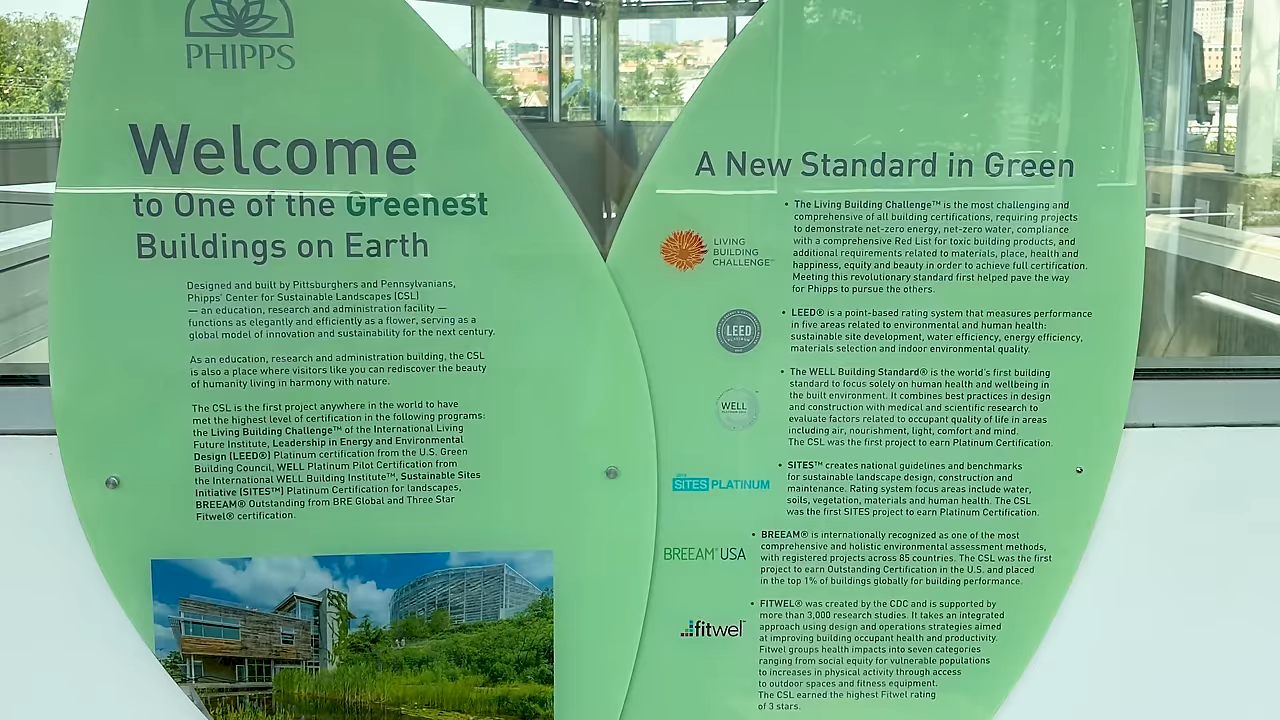 PHIPPS
Welcome
to One of the Greenest
Buildings on Earth
Designed and built by Pittsburghers and Pennsylvanians,
Phipps' Center for Sustainable Landscapes (CSL)
— an education, research and administration facility —
functions as elegantly and efficiently as a flower, serving as a
global model of innovation and sustainability for the next century.
As an education, research and administration building, the CSL
is also a place where visitors like you can rediscover the beauty
of humanity living in harmony with nature.
The CSL is the first project anywhere in the world to have
met the highest level of certification in the following programs:
the Living Building Challenge™ of the International Living
Future Institute, Leadership in Energy and Environmental
Design (LEED®) Platinum certification from the U.S. Green
Building Council, WELL Platinum Pilot Certification from
the International WELL Building Institute™, Sustainable Sites
Initiative (SITES™) Platinum Certification for landscapes,
BREEAM® Outstanding from BRE Global and Three Star
Fitwel® certification.
A New Standard in Green
LIVING
BUILDING
CHALLENGE℠
• The Living Building Challenge™ is the most challenging and
comprehensive of all building certifications, requiring projects
to demonstrate net-zero energy, net-zero water, compliance
with a comprehensive Red List for toxic building products, and
additional requirements related to materials, place, health and
happiness, equity and beauty in order to achieve full certification.
Meeting this revolutionary standard first helped pave the way
for Phipps to pursue the others.
LEED
PLATINUM
• LEED® is a point-based rating system that measures performance
in five areas related to environmental and human health:
sustainable site development, water efficiency, energy efficiency,
materials selection and indoor environmental quality.
WELL
• The WELL Building Standard® is the world's first building
standard to focus solely on human health and wellbeing in
the built environment. It combines best practices in design
and construction with medical and scientific research to
evaluate factors related to occupant quality of life in areas
including air, nourishment, light, comfort and mind.
The CSL was the first project to earn Platinum Certification.
SITES PLATINUM
• SITES™ creates national guidelines and benchmarks
for sustainable landscape design, construction and
maintenance. Rating system focus areas include water,
soils, vegetation, materials and human health. The CSL
was the first SITES project to earn Platinum Certification.
BREEAM® USA
• BREEAM® is internationally recognized as one of the most
comprehensive and holistic environmental assessment methods,
with registered projects across 85 countries. The CSL was the first
project to earn Outstanding Certification in the U.S. and placed
in the top 1% of buildings globally for building performance.
fitwel
• FITWEL® was created by the CDC and is supported by
more than 3,000 research studies. It takes an integrated
approach using design and operations strategies aimed
at improving building occupant health and productivity.
Fitwel groups health impacts into seven categories
ranging from social equity for vulnerable populations
to increases in physical activity through access
to outdoor spaces and fitness equipment.
The CSL earned the highest Fitwel rating
of 3 stars.